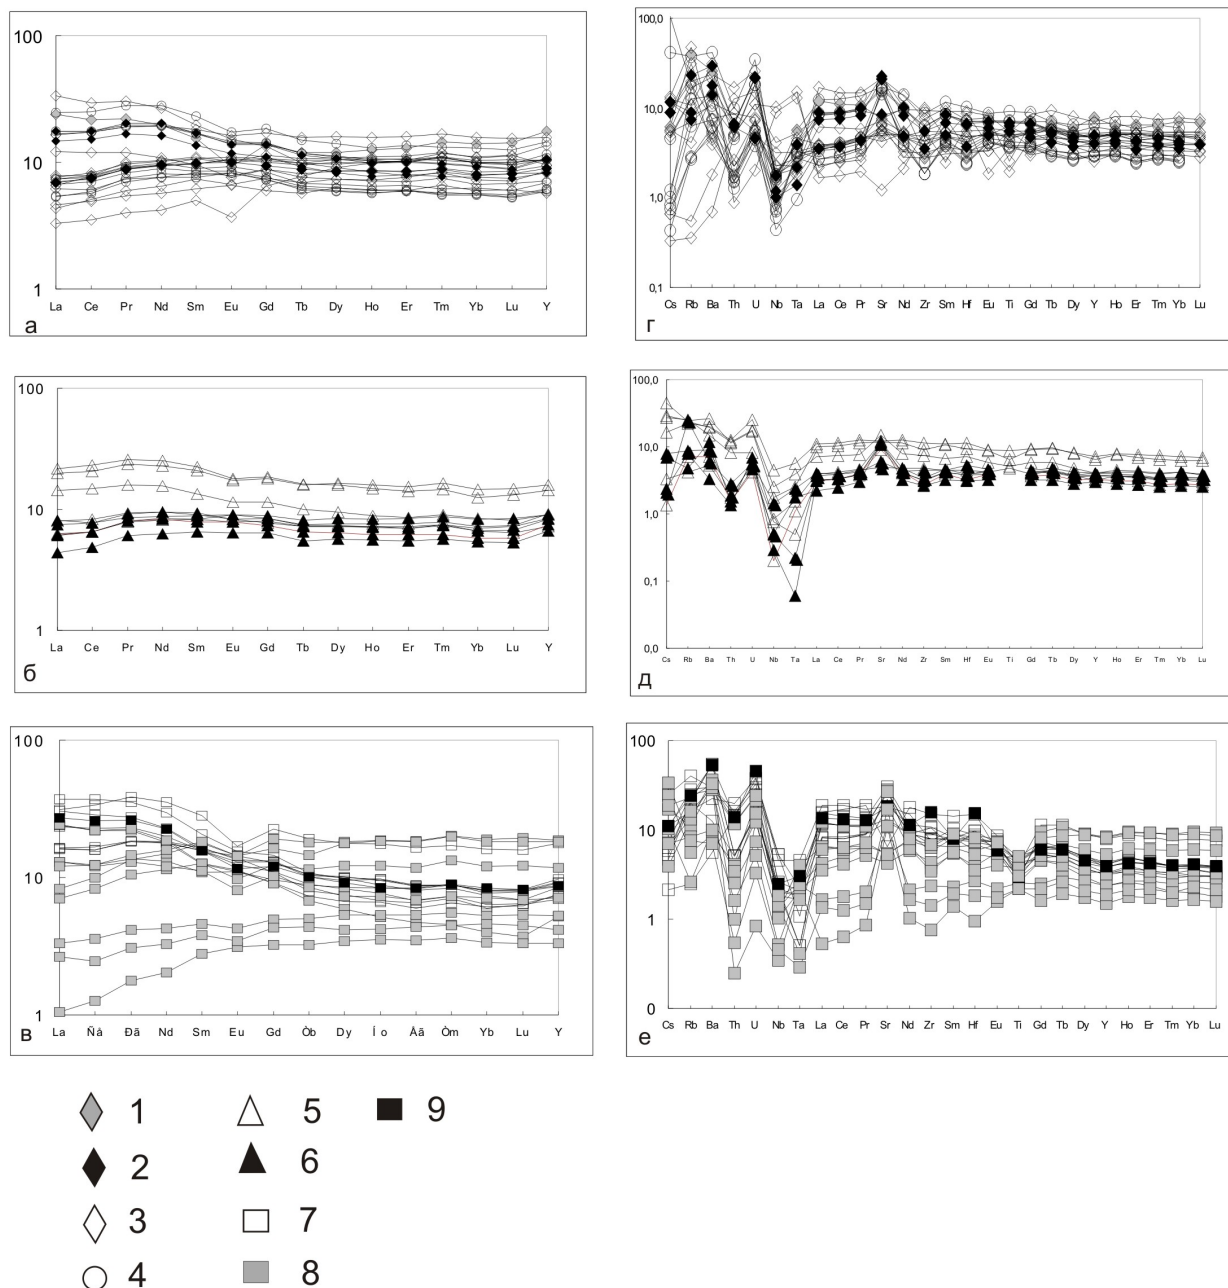 100
10
1
La Ce Pr Nd Sm Eu Gd Tb Dy Ho Er Tm Yb Lu Y
а
100,0
10,0
1,0
0,1
Cs Rb Ba Th U Nb Ta La Ce Pr Sr Nd Zr Sm Hf Eu Ti Gd Tb Dy Y Ho Er Tm Yb Lu
г
100
10
1
La Ce Pr Nd Sm Eu Gd Tb Dy Ho Er Tm Yb Lu Y
б
100,0
10,0
1,0
0,1
0,0
Cs Rb Ba Th U Nb Ta La Ce Pr Sr Nd Zr Sm Hf Eu Ti Gd Tb Dy Y Ho Er Tm Yb Lu
д
100
10
1
La Ñå Ðã Nd Sm Eu Gd Òb Dy Í o Åã Òm Yb Lu Y
в
100
10
1
0
Cs Rb Ba Th U Nb Ta La Ce Pr Sr Nd Zr Sm Hf Eu Ti Gd Tb Dy Y Ho Er Tm Yb Lu
е
1 5 9
2 6
3 7
4 8